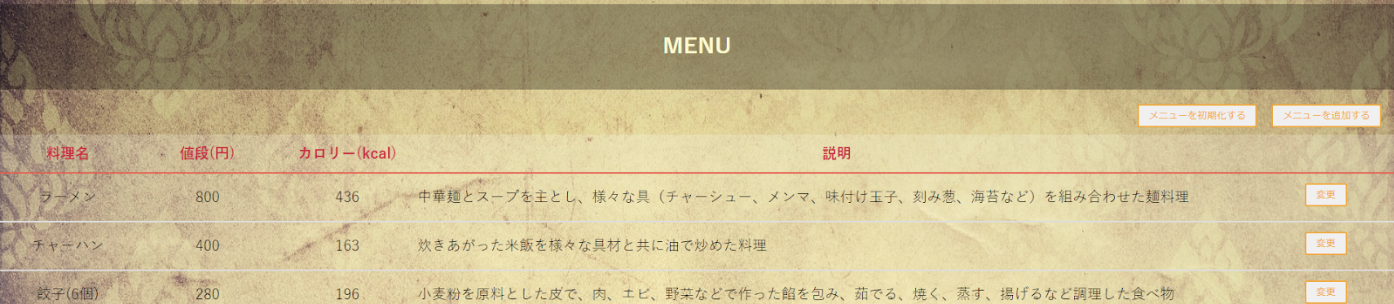 MENU
メニューを初期化する メニューを追加する
料理名 値段(円) カロリー(kcal) 説明
ラーメン 800 436 中華麺とスープを主とし、様々な具（チャーシュー、メンマ、味付け玉子、刻み葱、海苔など）を組み合わせた麺料理 変更
チャーハン 400 163 炊きあがった米飯を様々な具材と共に油で炒めた料理 変更
餃子(6個) 280 196 小麦粉を原料とした皮で、肉、エビ、野菜などで作った餡を包み、茹でる、焼く、蒸す、揚げるなど調理した食べ物 変更